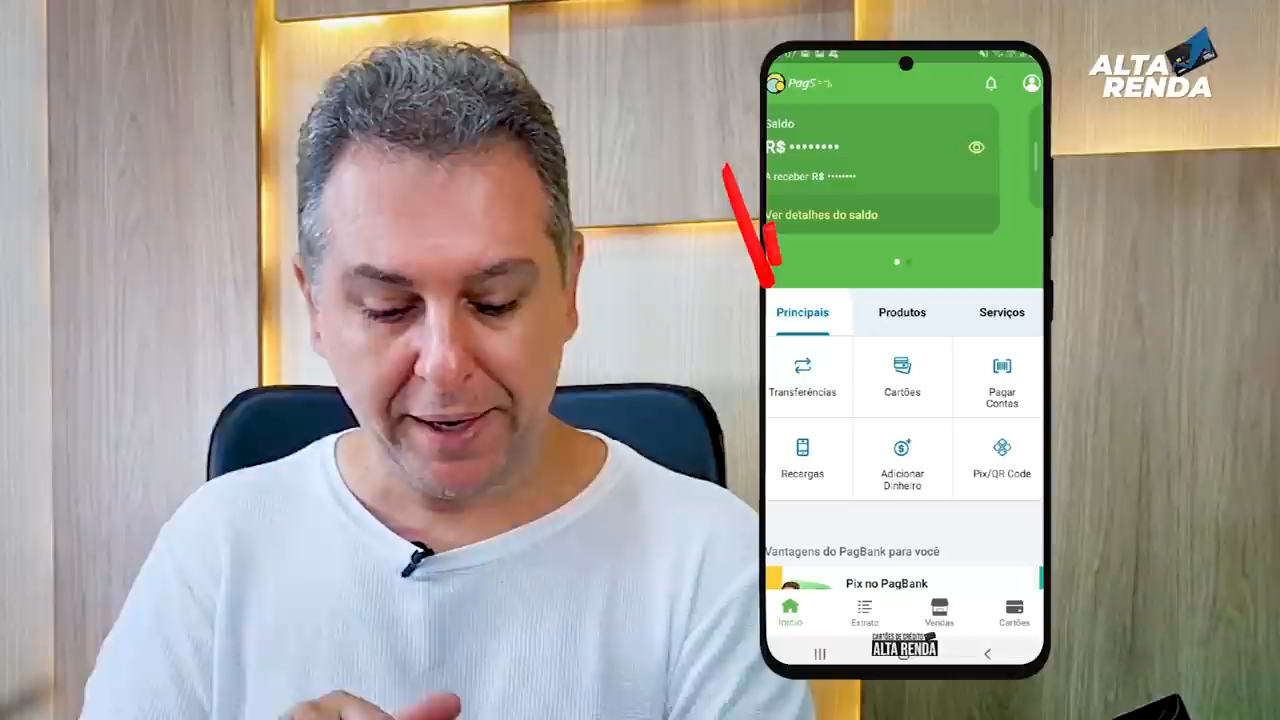 ALTA
RENDA
Saldo
R$ ••••••••
A receber R$ ••••••••
Ver detalhes do saldo
Principais
Produtos
Serviços
Transferências
Cartões
Pagar
Contas
Recargas
Adicionar
Dinheiro
Pix/QR Code
Vantagens do PagBank para você
Pix no PagBank
Início
Extrato
Vendas
Cartões
CARTÕES DE CRÉDITO
ALTA RENDA